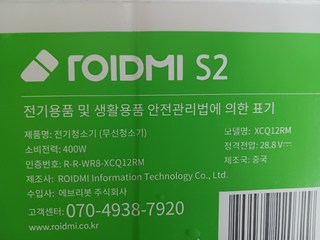 ROIDMI S2
전기용품 및 생활용품 안전관리법에 의한 표기
제품명: 전기청소기 (무선청소기) 모델명: XCQ12RM
소비전력: 400W 정격전압: 28.8 V
인증번호: R-R-WR8-XCQ12RM 제조국: 중국
제조사: ROIDMI Information Technology Co., Ltd.
수입사: 에브리봇 주식회사
고객센터: 070-4938-7920
www.roidmi.co.kr